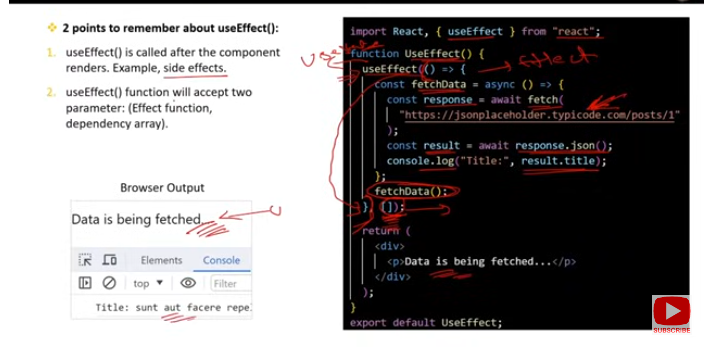 ❖ 2 points to remember about useEffect():
1. useEffect() is called after the component
renders. Example, side effects.
2. useEffect() function will accept two
parameter: (Effect function,
dependency array).
Browser Output
Data is being fetched...
Elements Console
top Filter
Title: sunt aut facere repe
import React, { useEffect } from "react";
function UseEffect() {
useEffect(() => {
Effect
const fetchData = async () => {
const response = await fetch(
"https://jsonplaceholder.typicode.com/posts/1"
);
const result = await response.json();
console.log("Title:", result.title);
};
fetchData();
}, []);
return (
<div>
<p>Data is being fetched...</p>
</div>
);
}
export default UseEffect;
SUBSCRIBE